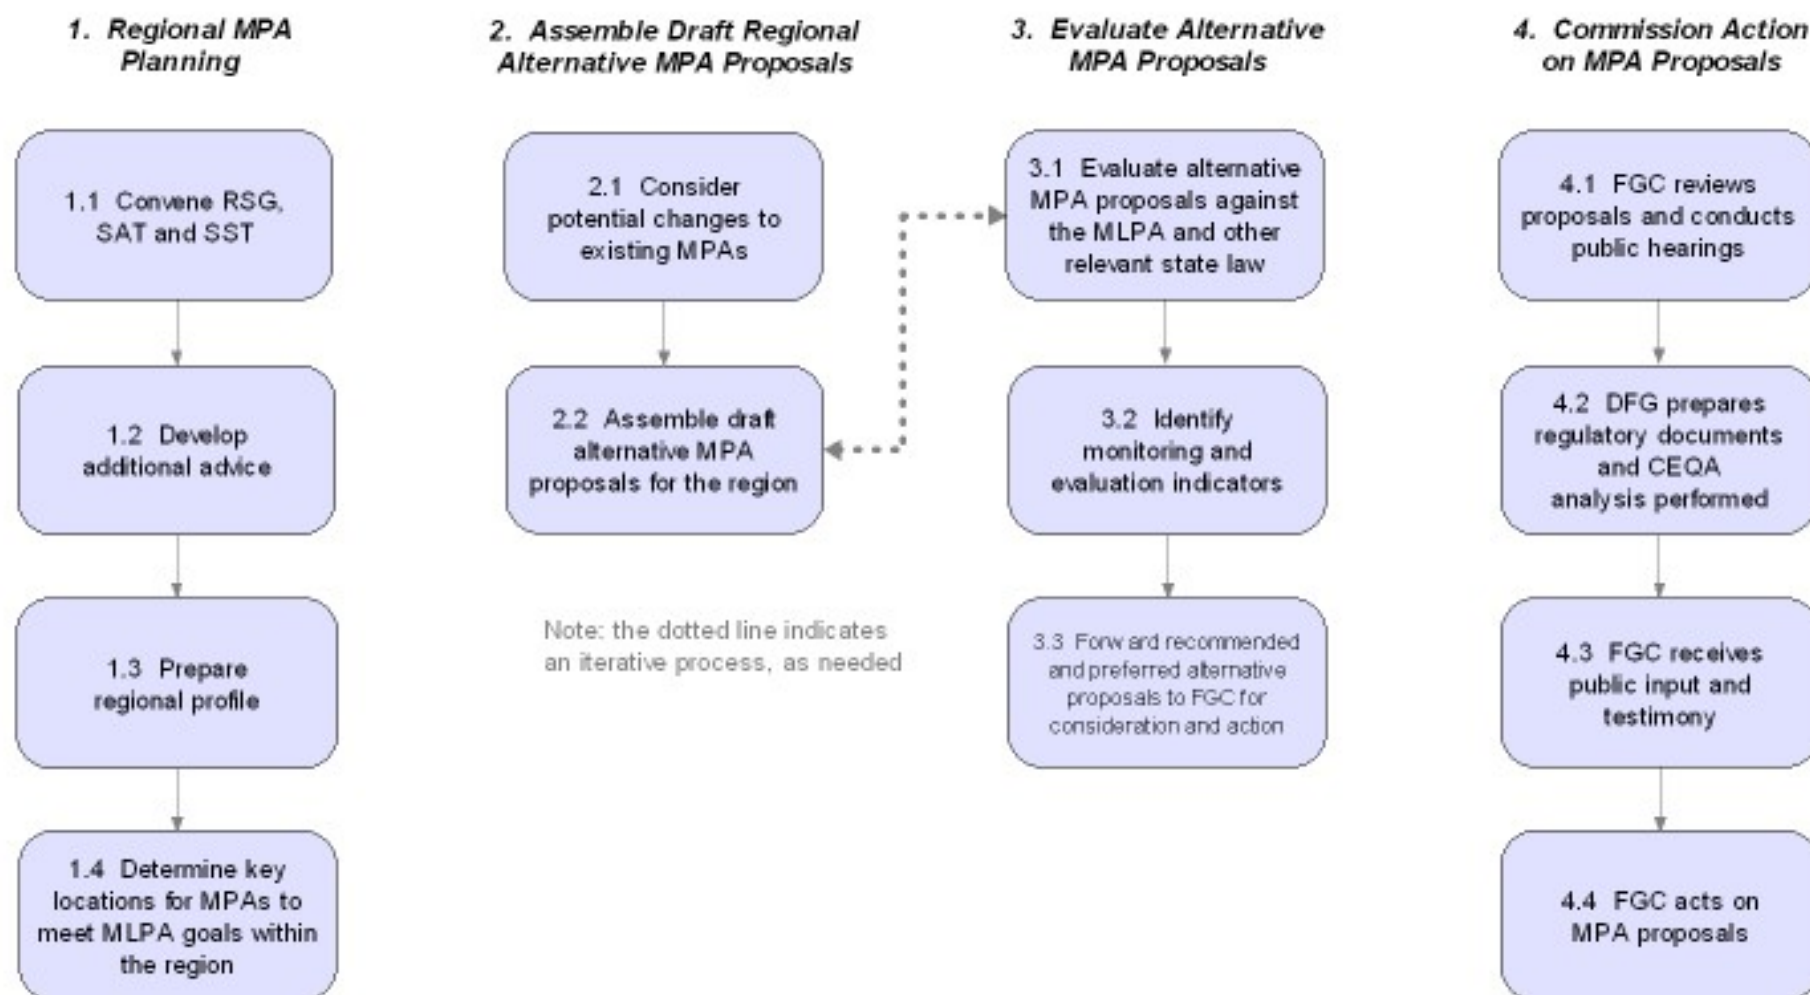 1. Regional MPA
Planning
1.1 Convene RSG,
SAT and SST
1.2 Develop
additional advice
1.3 Prepare
regional profile
1.4 Determine key
locations for MPAs to
meet MLPA goals within
the region
2. Assemble Draft Regional
Alternative MPA Proposals
2.1 Consider
potential changes to
existing MPAs
2.2 Assemble draft
alternative MPA
proposals for the region
Note: the dotted line indicates
an iterative process, as needed
3. Evaluate Alternative
MPA Proposals
3.1 Evaluate alternative
MPA proposals against
the MLPA and other
relevant state law
3.2 Identify
monitoring and
evaluation indicators
3.3 Forward recommended
and preferred alternative
proposals to FGC for
consideration and action
4. Commission Action
on MPA Proposals
4.1 FGC reviews
proposals and conducts
public hearings
4.2 DFG prepares
regulatory documents
and CEQA
analysis performed
4.3 FGC receives
public input and
testimony
4.4 FGC acts on
MPA proposals